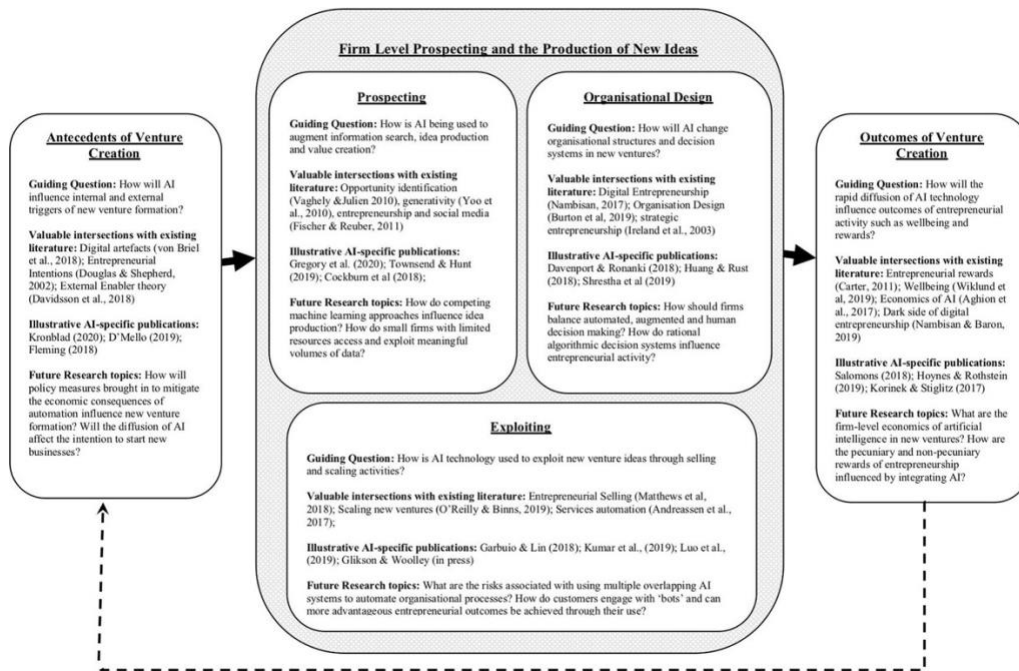 Firm Level Prospecting and the Production of New Ideas
Antecedents of Venture
Creation
Guiding Question: How will AI
influence internal and external
triggers of new venture formation?
Valuable intersections with existing
literature: Digital artefacts (von
Briel et al., 2018); Entrepreneurial
Intentions (Douglas & Shepherd,
2002); External Enabler theory
(Davidsson et al., 2018)
Illustrative AI-specific publications:
Kronblad (2020); D'Mello (2019);
Fleming (2018)
Future Research topics: How will
policy measures brought in to mitigate
the economic consequences of
automation influence new venture
formation? Will the diffusion of AI
affect the intention to start new
businesses?
Prospecting
Guiding Question: How is AI being used to
augment information search, idea production
and value creation?
Valuable intersections with existing
literature: Opportunity identification
(Vaghely &Julien 2010), generativity (Yoo et
al., 2010), entrepreneurship and social media
(Fischer & Reuber, 2011)
Illustrative AI-specific publications:
Gregory et al. (2020); Townsend & Hunt
(2019); Cockburn et al (2018);
Future Research topics: How do competing
machine learning approaches influence idea
production? How do small firms with limited
resources access and exploit meaningful
volumes of data?
Organisational Design
Guiding Question: How will AI change
organisational structures and decision
systems in new ventures?
Valuable intersections with existing
literature: Digital Entrepreneurship
(Nambisan, 2017); Organisation Design
(Burton et al, 2019); strategic
entrepreneurship (Ireland et al., 2003)
Illustrative AI-specific publications:
Davenport & Ronanki (2018); Huang & Rust
(2018); Shrestha et al (2019)
Future Research topics: How should firms
balance automated, augmented and human
decision making? How do rational
algorithmic decision systems influence
entrepreneurial activity?
Exploiting
Guiding Question: How is AI technology used to exploit new venture ideas through selling
and scaling activities?
Valuable intersections with existing literature: Entrepreneurial Selling (Matthews et al,
2018); Scaling new ventures (O'Reilly & Binns, 2019); Services automation (Andreassen et al.,
2017);
Illustrative AI-specific publications: Garbuio & Lin (2018); Kumar et al., (2019); Luo et al.,
(2019); Glikson & Woolley (in press)
Future Research topics: What are the risks associated with using multiple overlapping AI
systems to automate organisational processes? How do customers engage with 'bots' and can
more advantageous entrepreneurial outcomes be achieved through their use?
Outcomes of Venture
Creation
Guiding Question: How will the
rapid diffusion of AI technology
influence outcomes of entrepreneurial
activity such as wellbeing and
rewards?
Valuable intersections with existing
literature: Entrepreneurial rewards
(Carter, 2011); Wellbeing (Wiklund et
al, 2019); Economics of AI (Aghion et
al., 2017); Dark side of digital
entrepreneurship (Nambisan & Baron,
2019)
Illustrative AI-specific publications:
Salomons (2018); Hoynes & Rothstein
(2019); Korinek & Stiglitz (2017)
Future Research topics: What are the
firm-level economics of artificial
intelligence in new ventures? How are
the pecuniary and non-pecuniary
rewards of entrepreneurship
influenced by integrating AI?